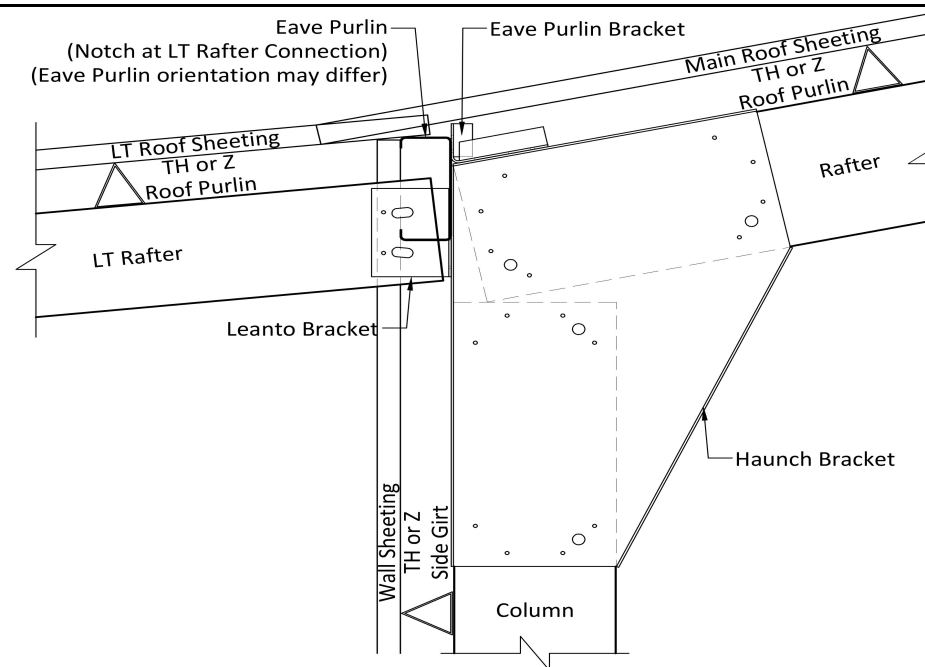 Eave Purlin
(Notch at LT Rafter Connection)
(Eave Purlin orientation may differ)
Eave Purlin Bracket
Main Roof Sheeting
TH or Z
Roof Purlin
LT Roof Sheeting
TH or Z
Roof Purlin
Rafter
LT Rafter
Leanto Bracket
Haunch Bracket
Wall Sheeting
TH or Z
Side Girt
Column